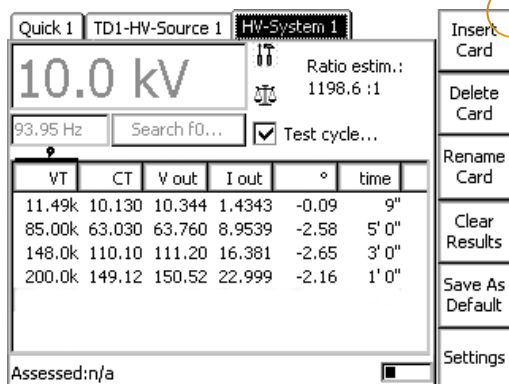 Quick 1 TD1-HV-Source 1 HV-System 1
10.0 kV
Ratio estim.:
1198.6 :1
93.95 Hz Search f0... Test cycle...
VT CT V out I out ° time
11.49k 10.130 10.344 1.4343 -0.09 9"
85.00k 63.030 63.760 8.9539 -2.58 5' 0"
148.0k 110.10 111.20 16.381 -2.65 3' 0"
200.0k 149.12 150.52 22.999 -2.16 1' 0"
Assessed:n/a
Insert
Card
Delete
Card
Rename
Card
Clear
Results
Save As
Default
Settings